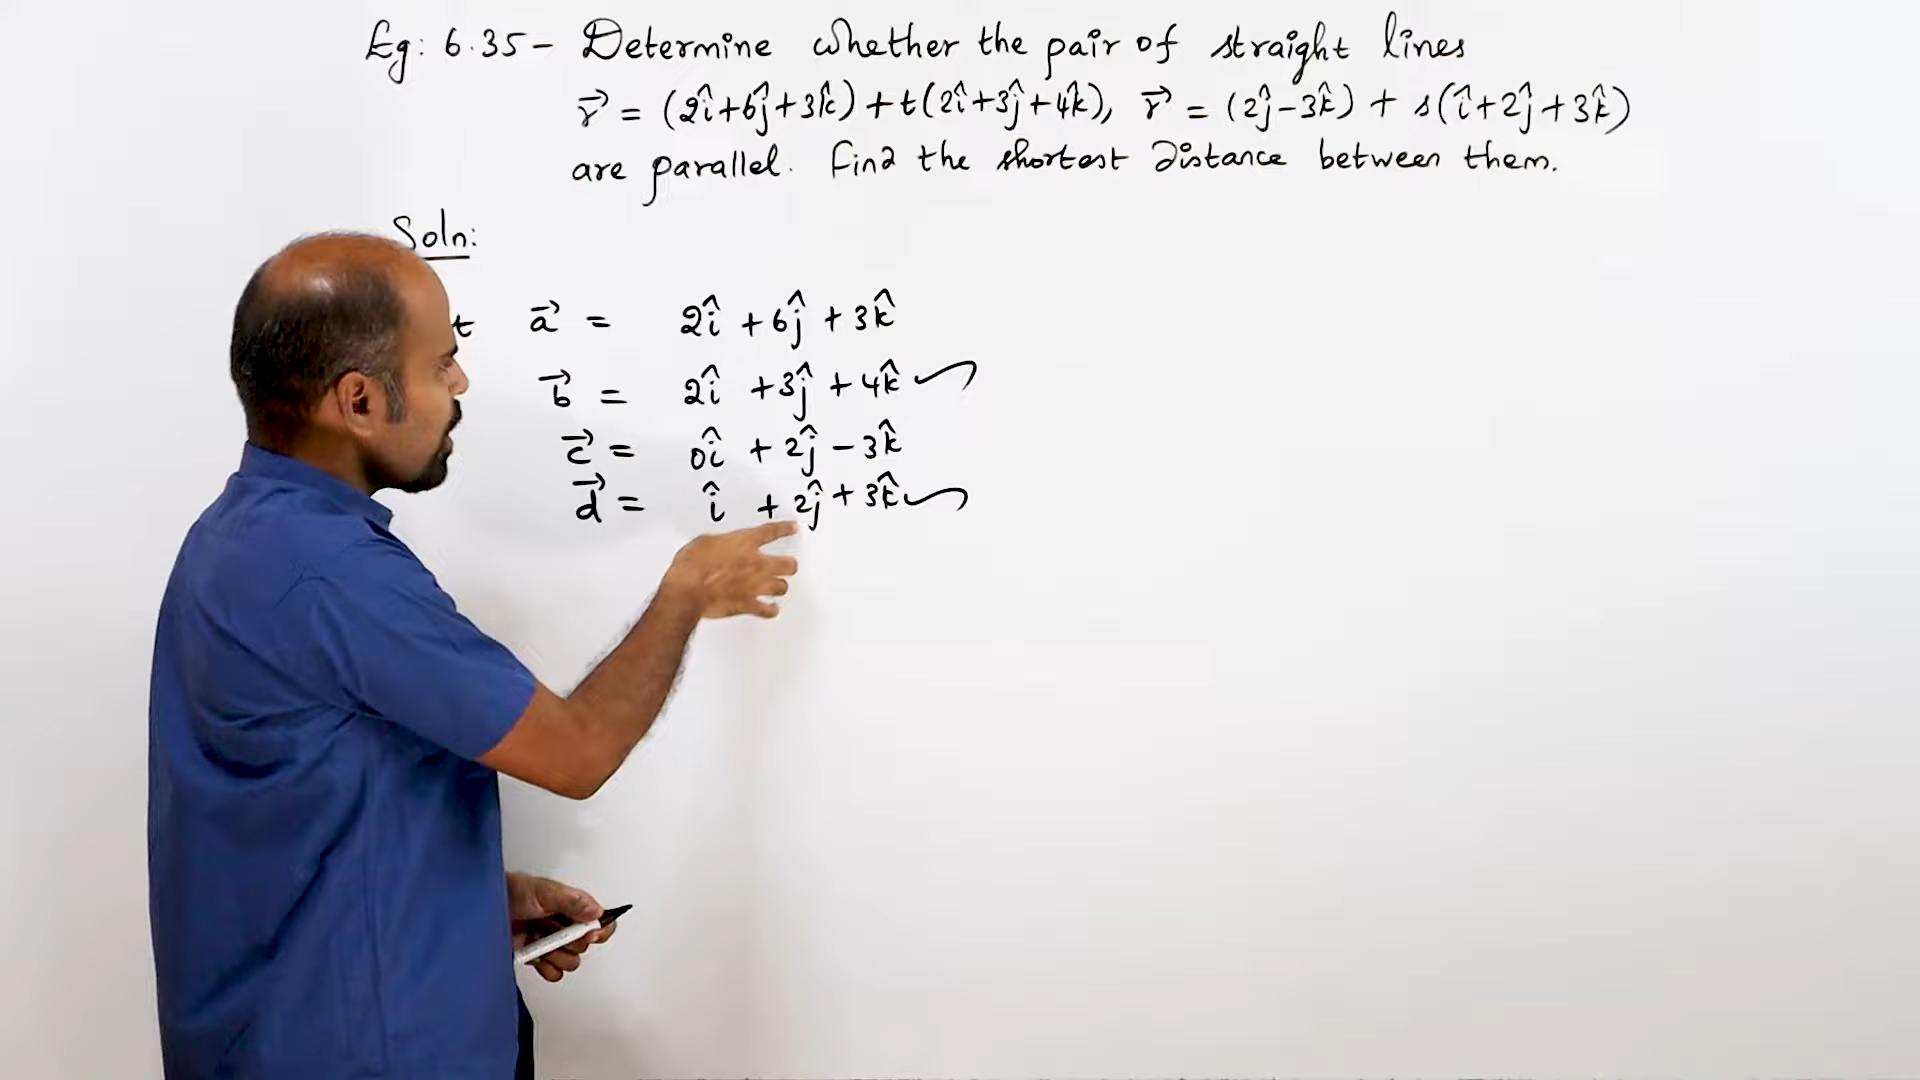 Eg: 6.35- Determine whether the pair of straight lines
r⃗ = (2î+6ĵ+3k̂)+t(2î+3ĵ+4k̂), r⃗ = (2ĵ-3k̂) + s(î+2ĵ+3k̂)
are parallel. Find the shortest distance between them.
Soln:
t a⃗ = 2î +6ĵ +3k̂
b⃗ = 2î +3ĵ +4k̂
c⃗ = 0î +2ĵ -3k̂
d⃗ = î +2ĵ +3k̂